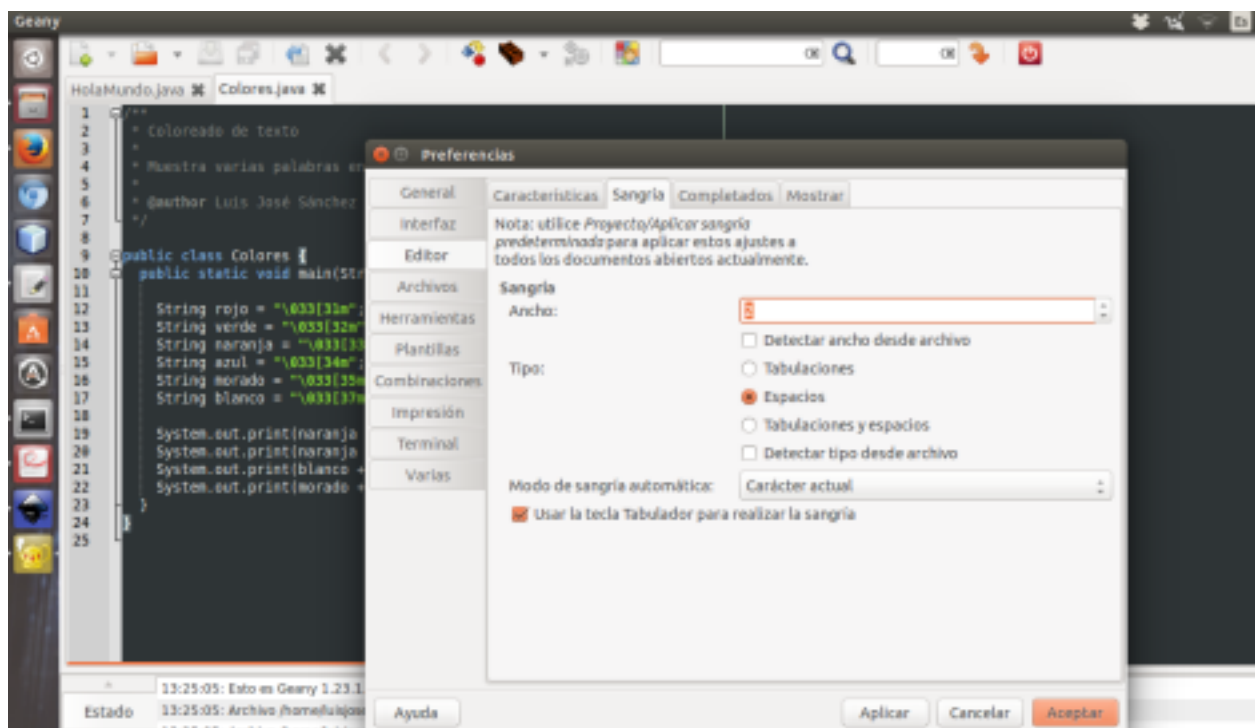 Geany
Es
HolaMundo.java Colores.java
1 /**
2 * Coloreado de texto
3 *
4 * Muestra varias palabras en
5 *
6 * @author Luis José Sánchez
7 */
8
9 public class Colores {
10 public static void main(Str
11
12 String rojo = "\033[31m";
13 String verde = "\033[32m"
14 String naranja = "\033[33
15 String azul = "\033[34m";
16 String morado = "\033[35m
17 String blanco = "\033[37m
18
19 System.out.print(naranja
20 System.out.print(naranja
21 System.out.print(blanco +
22 System.out.print(morado +
23 }
24 }
25
Preferencias
General
Interfaz
Editor
Archivos
Herramientas
Plantillas
Combinaciones
Impresión
Terminal
Varias
Características Sangría Completados Mostrar
Nota: utilice Proyecto/Aplicar sangría
predeterminada para aplicar estos ajustes a
todos los documentos abiertos actualmente.
Sangría
Ancho: 2
Detectar ancho desde archivo
Tipo: Tabulaciones
Espacios
Tabulaciones y espacios
Detectar tipo desde archivo
Modo de sangría automática: Carácter actual
Usar la tecla Tabulador para realizar la sangría
Ayuda Aplicar Cancelar Aceptar
Estado
13:25:05: Esto es Geany 1.23.1.
13:25:05: Archivo /home/luisjose